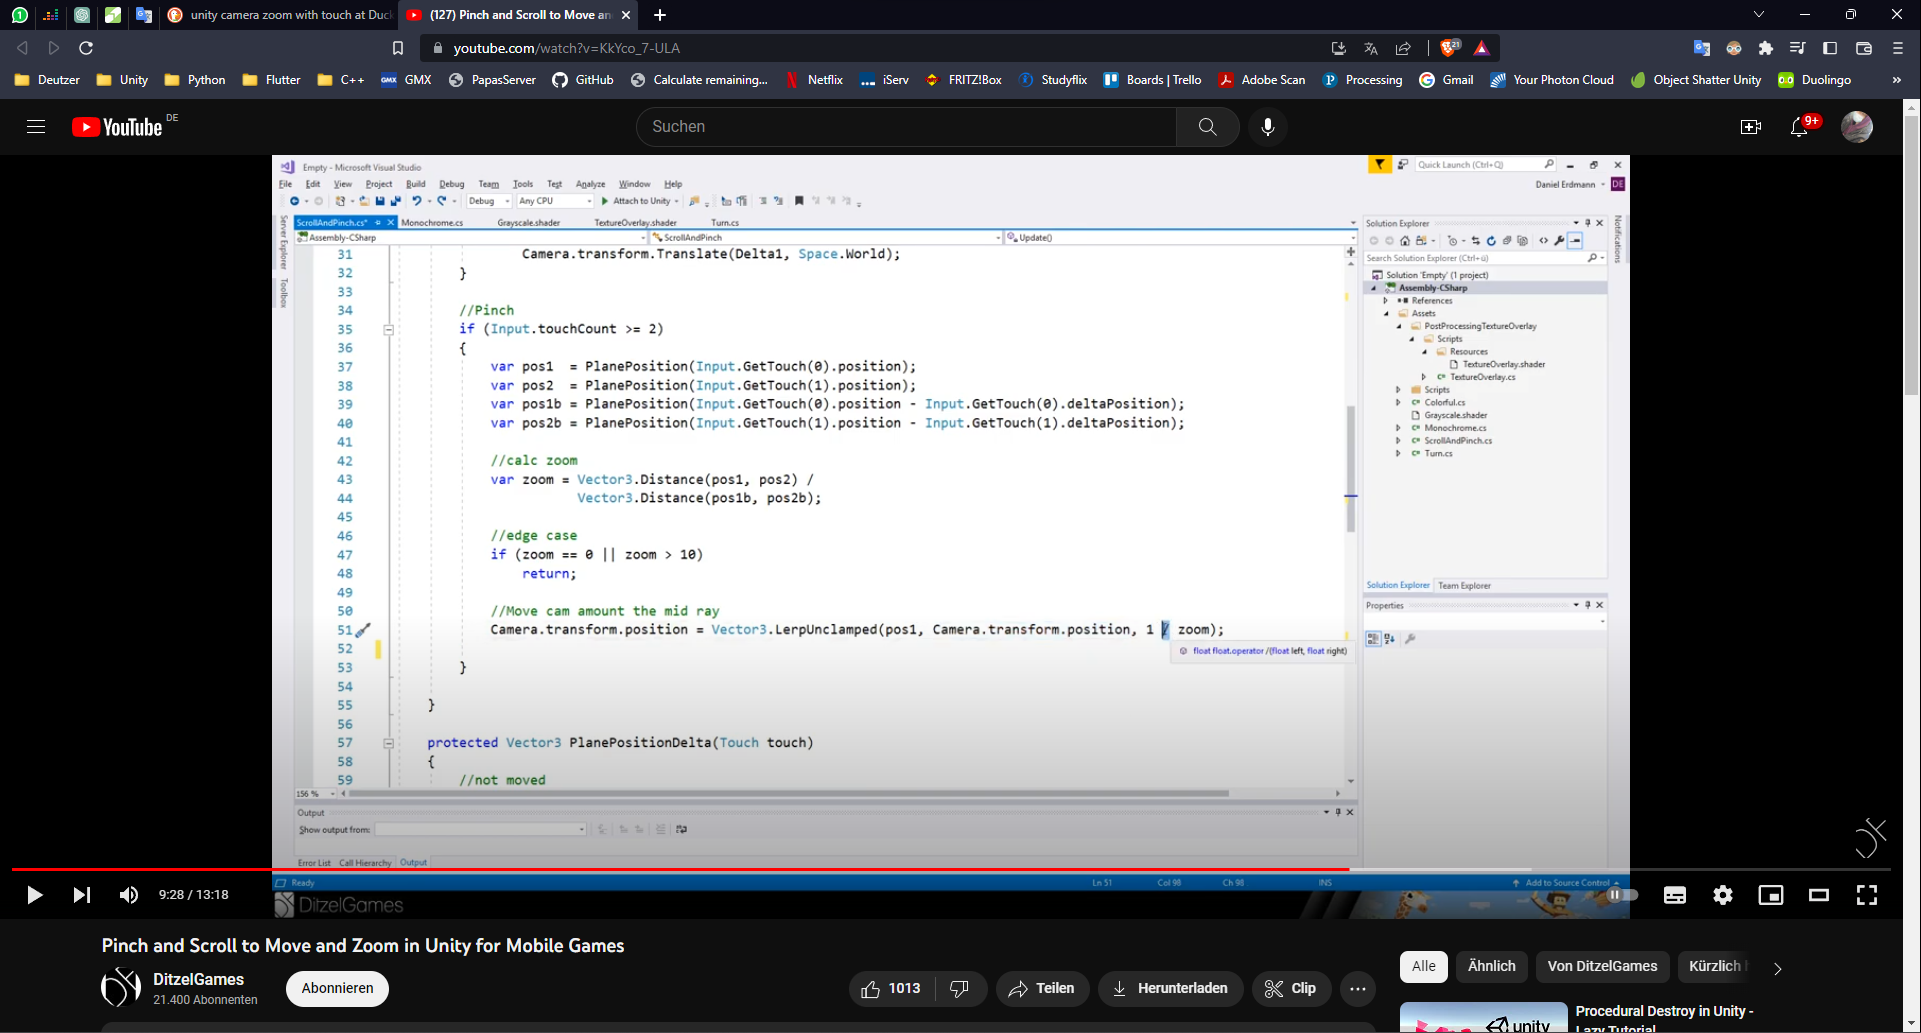 unity camera zoom with touch at Duck
(127) Pinch and Scroll to Move an
youtube.com/watch?v=KkYco_7-ULA
21
Deutzer Unity Python Flutter C++ GMX GMX PapasServer GitHub Calculate remaining... Netflix iServ FRITZ!Box Studyflix Boards | Trello Adobe Scan Processing Gmail Your Photon Cloud Object Shatter Unity Duolingo »
YouTube DE
Suchen
9+
Empty - Microsoft Visual Studio
Quick Launch (Ctrl+Q)
File Edit View Project Build Debug Team Tools Test Analyze Window Help
Daniel Erdmann DE
Debug Any CPU Attach to Unity
Server Explorer
Toolbox
ScrollAndPinch.cs* Monochrome.cs Grayscale.shader TextureOverlay.shader Turn.cs
Assembly-CSharp ScrollAndPinch Update()
31 Camera.transform.Translate(Delta1, Space.World);
32 }
33
34 //Pinch
35 if (Input.touchCount >= 2)
36 {
37 var pos1  = PlanePosition(Input.GetTouch(0).position);
38 var pos2  = PlanePosition(Input.GetTouch(1).position);
39 var pos1b = PlanePosition(Input.GetTouch(0).position - Input.GetTouch(0).deltaPosition);
40 var pos2b = PlanePosition(Input.GetTouch(1).position - Input.GetTouch(1).deltaPosition);
41
42 //calc zoom
43 var zoom = Vector3.Distance(pos1, pos2) /
44 Vector3.Distance(pos1b, pos2b);
45
46 //edge case
47 if (zoom == 0 || zoom > 10)
48 return;
49
50 //Move cam amount the mid ray
51 Camera.transform.position = Vector3.LerpUnclamped(pos1, Camera.transform.position, 1 / zoom);
float float.operator /(float left, float right)
52
53 }
54
55 }
56
57 protected Vector3 PlanePositionDelta(Touch touch)
58 {
59 //not moved
156 %
Solution Explorer
Search Solution Explorer (Ctrl+ü)
Solution 'Empty' (1 project)
Assembly-CSharp
References
Assets
PostProcessingTextureOverlay
Scripts
Resources
TextureOverlay.shader
TextureOverlay.cs
Scripts
Colorful.cs
Grayscale.shader
Monochrome.cs
ScrollAndPinch.cs
Turn.cs
Notifications
Solution Explorer Team Explorer
Properties
Output
Show output from:
Error List Call Hierarchy Output
Ready Ln 51 Col 98 Ch 98 INS Add to Source Control
9:28 / 13:18
DitzelGames
Pinch and Scroll to Move and Zoom in Unity for Mobile Games
DitzelGames
21.400 Abonnenten
Abonnieren
1013
Teilen
Herunterladen
Clip
Alle Ähnlich Von DitzelGames Kürzlich
Procedural Destroy in Unity -
Lazy Tutorial
unity